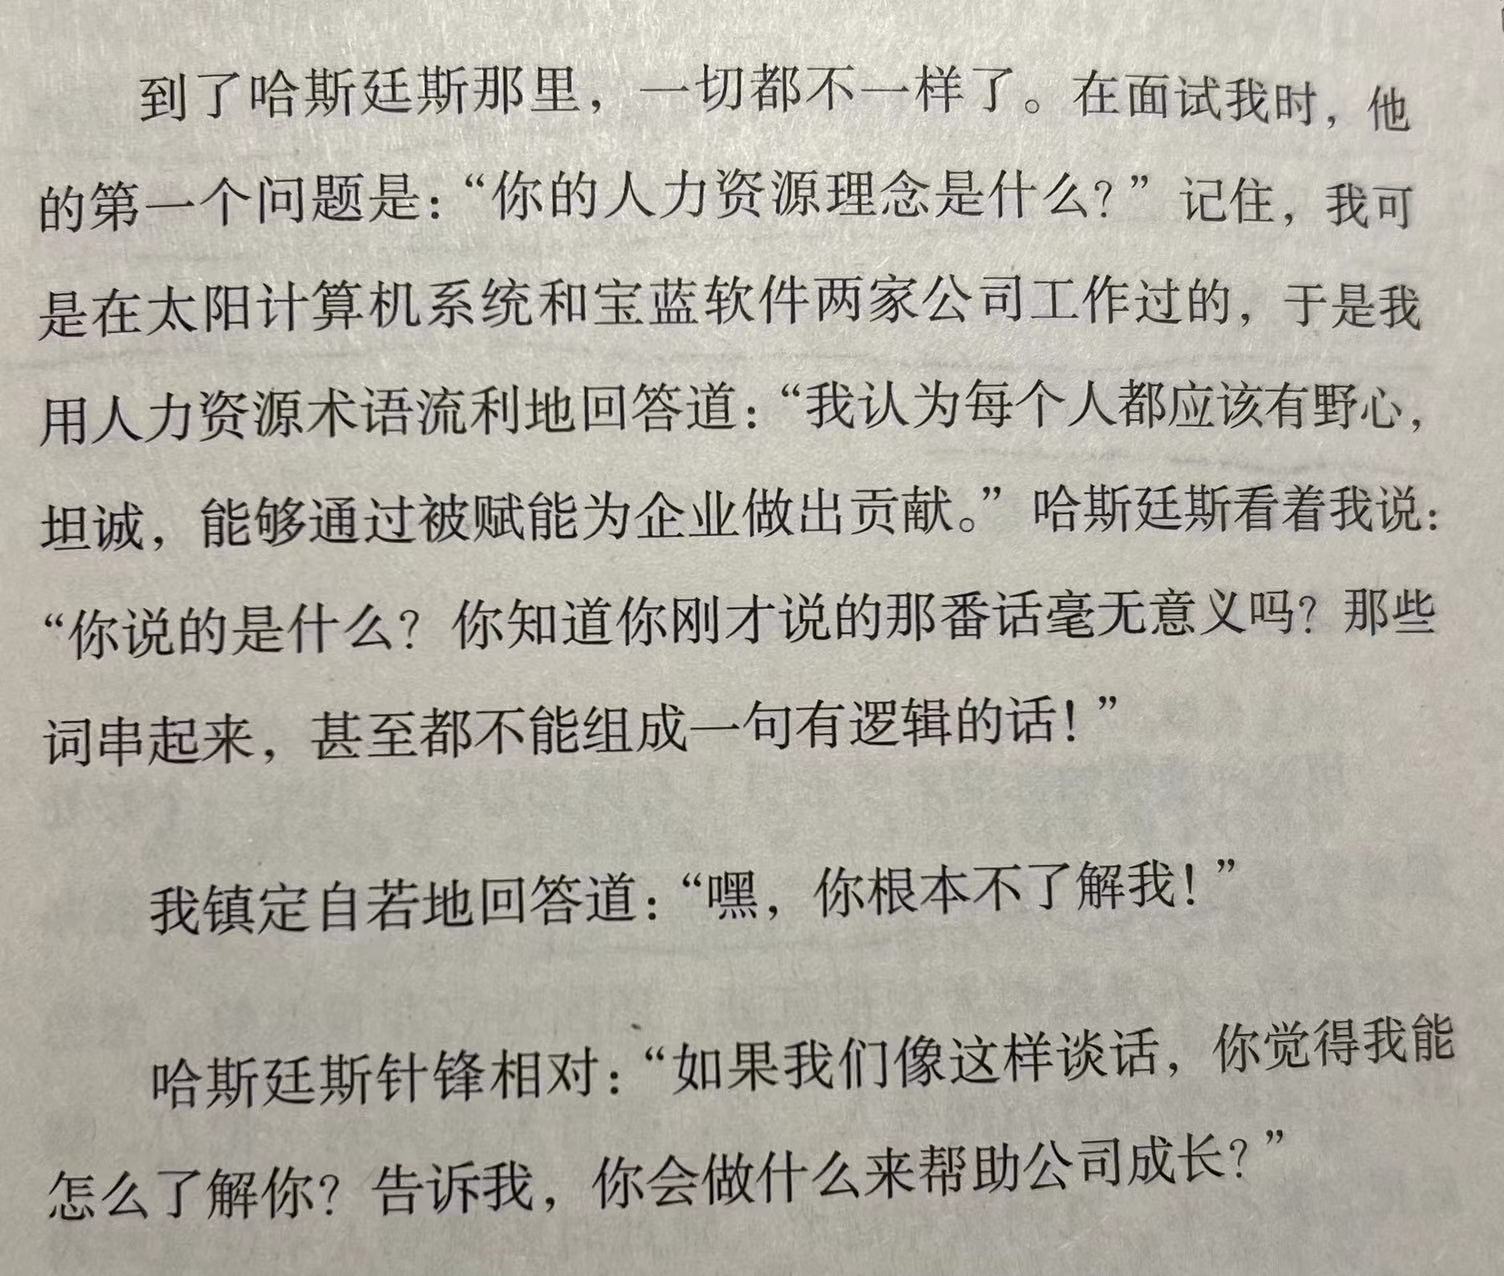 到了哈斯廷斯那里，一切都不一样了。在面试我时，他
的第一个问题是：“你的人力资源理念是什么？”记住，我可
是在太阳计算机系统和宝蓝软件两家公司工作过的，于是我
用人力资源术语流利地回答道：“我认为每个人都应该有野心，
坦诚，能够通过被赋能为企业做出贡献。”哈斯廷斯看着我说：
“你说的是什么？你知道你刚才说的那番话毫无意义吗？那些
词串起来，甚至都不能组成一句有逻辑的话！”
我镇定自若地回答道：“嘿，你根本不了解我！”
哈斯廷斯针锋相对：“如果我们像这样谈话，你觉得我能
怎么了解你？告诉我，你会做什么来帮助公司成长？”